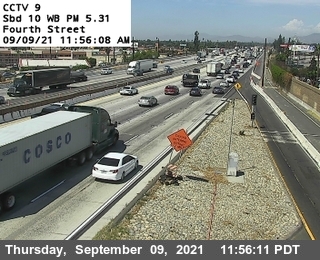 CCTV 9
Sbd 10 WB PM 5.31
Fourth Street
09/09/21 11:56:08 AM
COSCO
Thursday, September 09, 2021 11:56:11 PDT